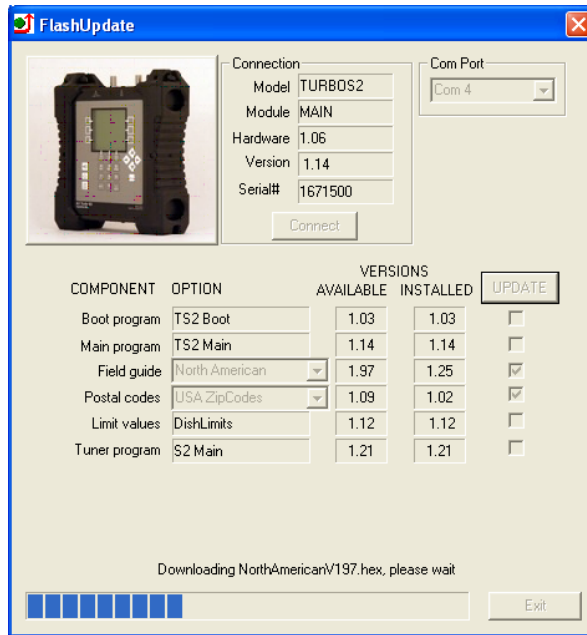 FlashUpdate
Connection
Model TURBOS2
Module MAIN
Hardware 1.06
Version 1.14
Serial# 1671500
Connect
Com Port
Com 4
VERSIONS
COMPONENT OPTION AVAILABLE INSTALLED UPDATE
Boot program TS2 Boot 1.03 1.03
Main program TS2 Main 1.14 1.14
Field guide North American 1.97 1.25
Postal codes USA ZipCodes 1.09 1.02
Limit values DishLimits 1.12 1.12
Tuner program S2 Main 1.21 1.21
Downloading NorthAmericanV197.hex, please wait
Exit